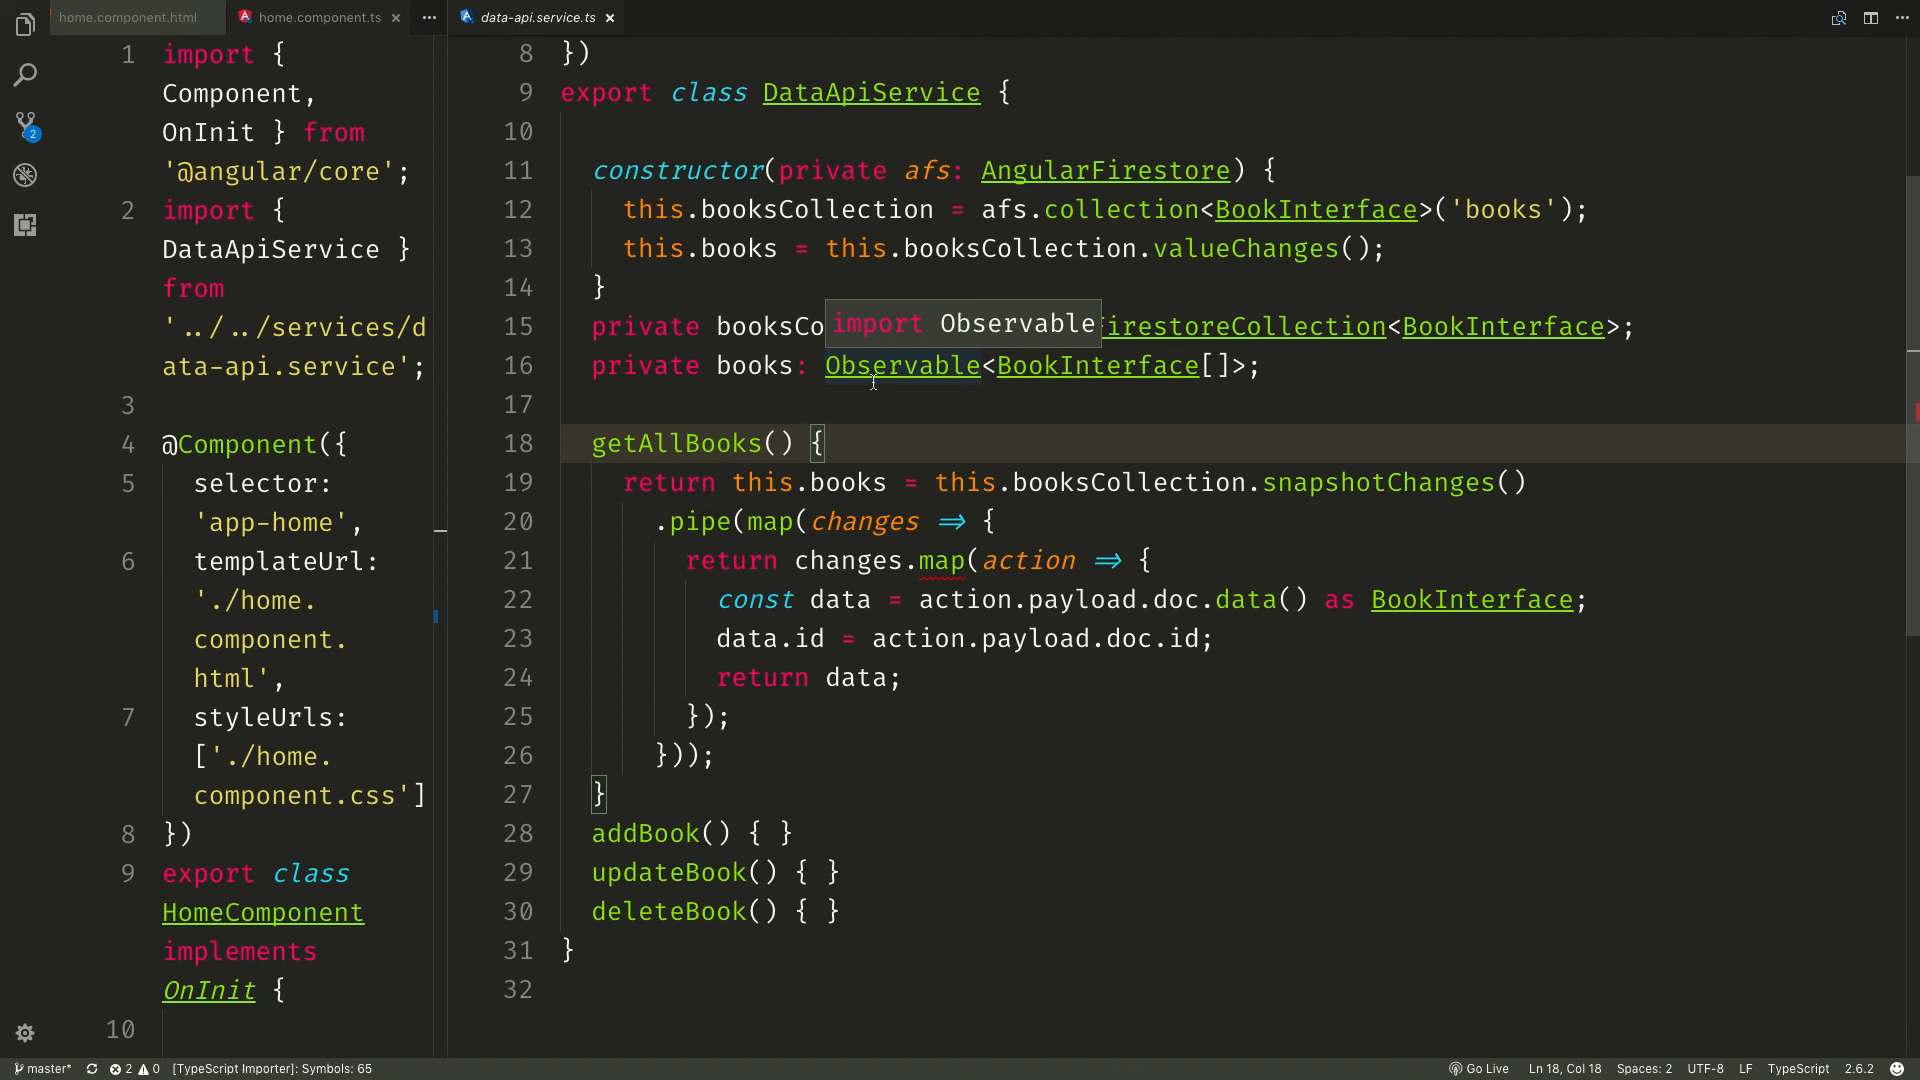 home.component.html
home.component.ts ×
data-api.service.ts ×
1 import {
Component,
OnInit } from
'@angular/core';
2 import {
DataApiService }
from
'../../services/d
ata-api.service';
3
4 @Component({
5 selector:
'app-home',
6 templateUrl:
'./home.
component.
html',
7 styleUrls:
['./home.
component.css']
8 })
9 export class
HomeComponent
implements
OnInit {
10
8 })
9 export class DataApiService {
10
11 constructor(private afs: AngularFirestore) {
12 this.booksCollection = afs.collection<BookInterface>('books');
13 this.books = this.booksCollection.valueChanges();
14 }
import Observable
15 private booksCo irestoreCollection<BookInterface>;
16 private books: Observable<BookInterface[]>;
17
18 getAllBooks() {
19 return this.books = this.booksCollection.snapshotChanges()
20 .pipe(map(changes => {
21 return changes.map(action => {
22 const data = action.payload.doc.data() as BookInterface;
23 data.id = action.payload.doc.id;
24 return data;
25 });
26 }));
27 }
28 addBook() { }
29 updateBook() { }
30 deleteBook() { }
31 }
32
2
master* 2 0 [TypeScript Importer]: Symbols: 65
Go Live Ln 18, Col 18 Spaces: 2 UTF-8 LF TypeScript 2.6.2